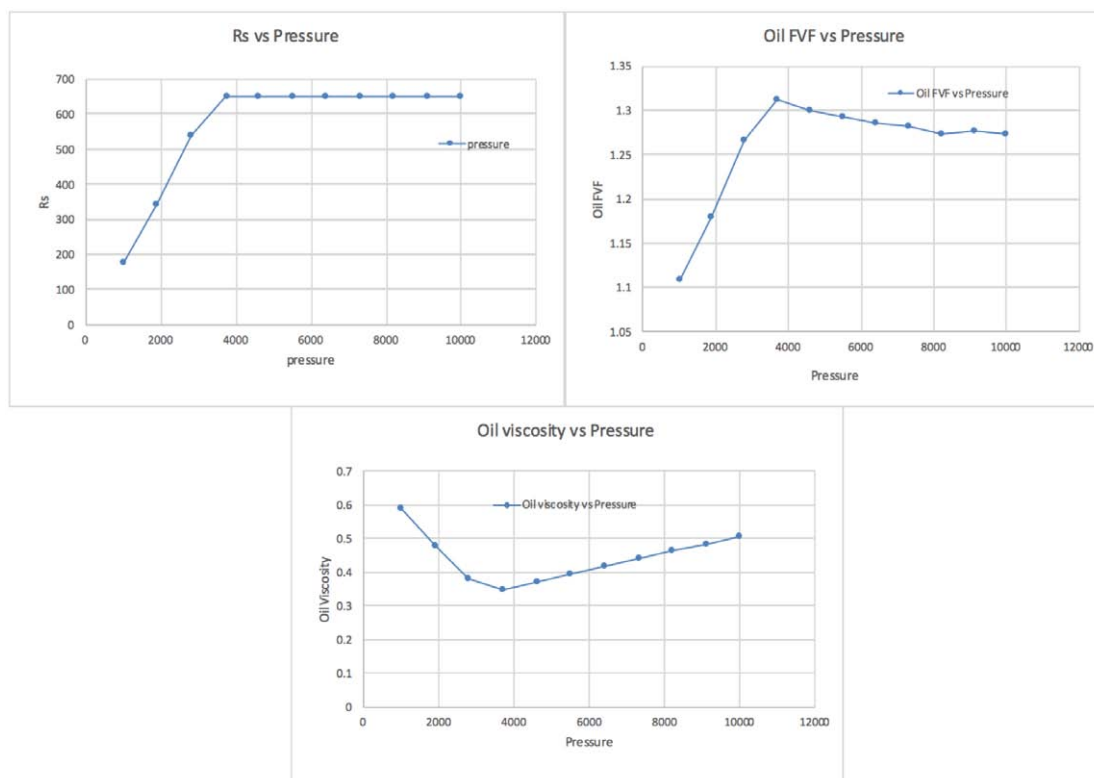 Rs vs Pressure
700
600
500
400
300
200
100
0
Rs
pressure
0 2000 4000 6000 8000 10000 12000
pressure
Oil FVF vs Pressure
1.35
1.3
1.25
1.2
1.15
1.1
1.05
Oil FVF
Oil FVF vs Pressure
0 2000 4000 6000 8000 10000 12000
Pressure
Oil viscosity vs Pressure
0.7
0.6
0.5
0.4
0.3
0.2
0.1
0
Oil Viscosity
Oil viscosity vs Pressure
0 2000 4000 6000 8000 10000 12000
Pressure